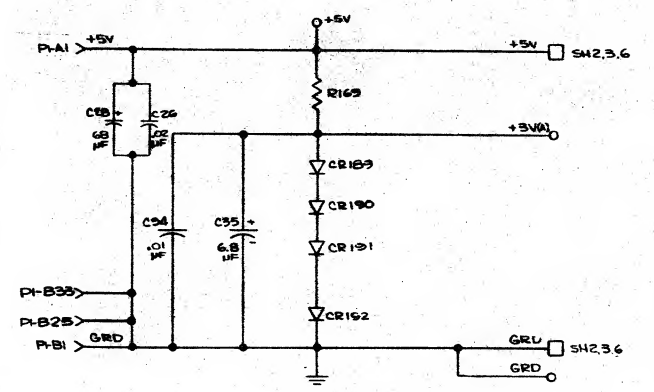 +5V
P1-A1 +5V
+5V SH2,3,6
R169
C28 + C26
68 µF .02 µF
+3V(A)
CR189
CR190
C34 C35 +
.01 µF 6.8 µF
CR191
P1-B33
CR192
P1-B25
P1-B1 GRD
GRD SH2,3,6
GRD